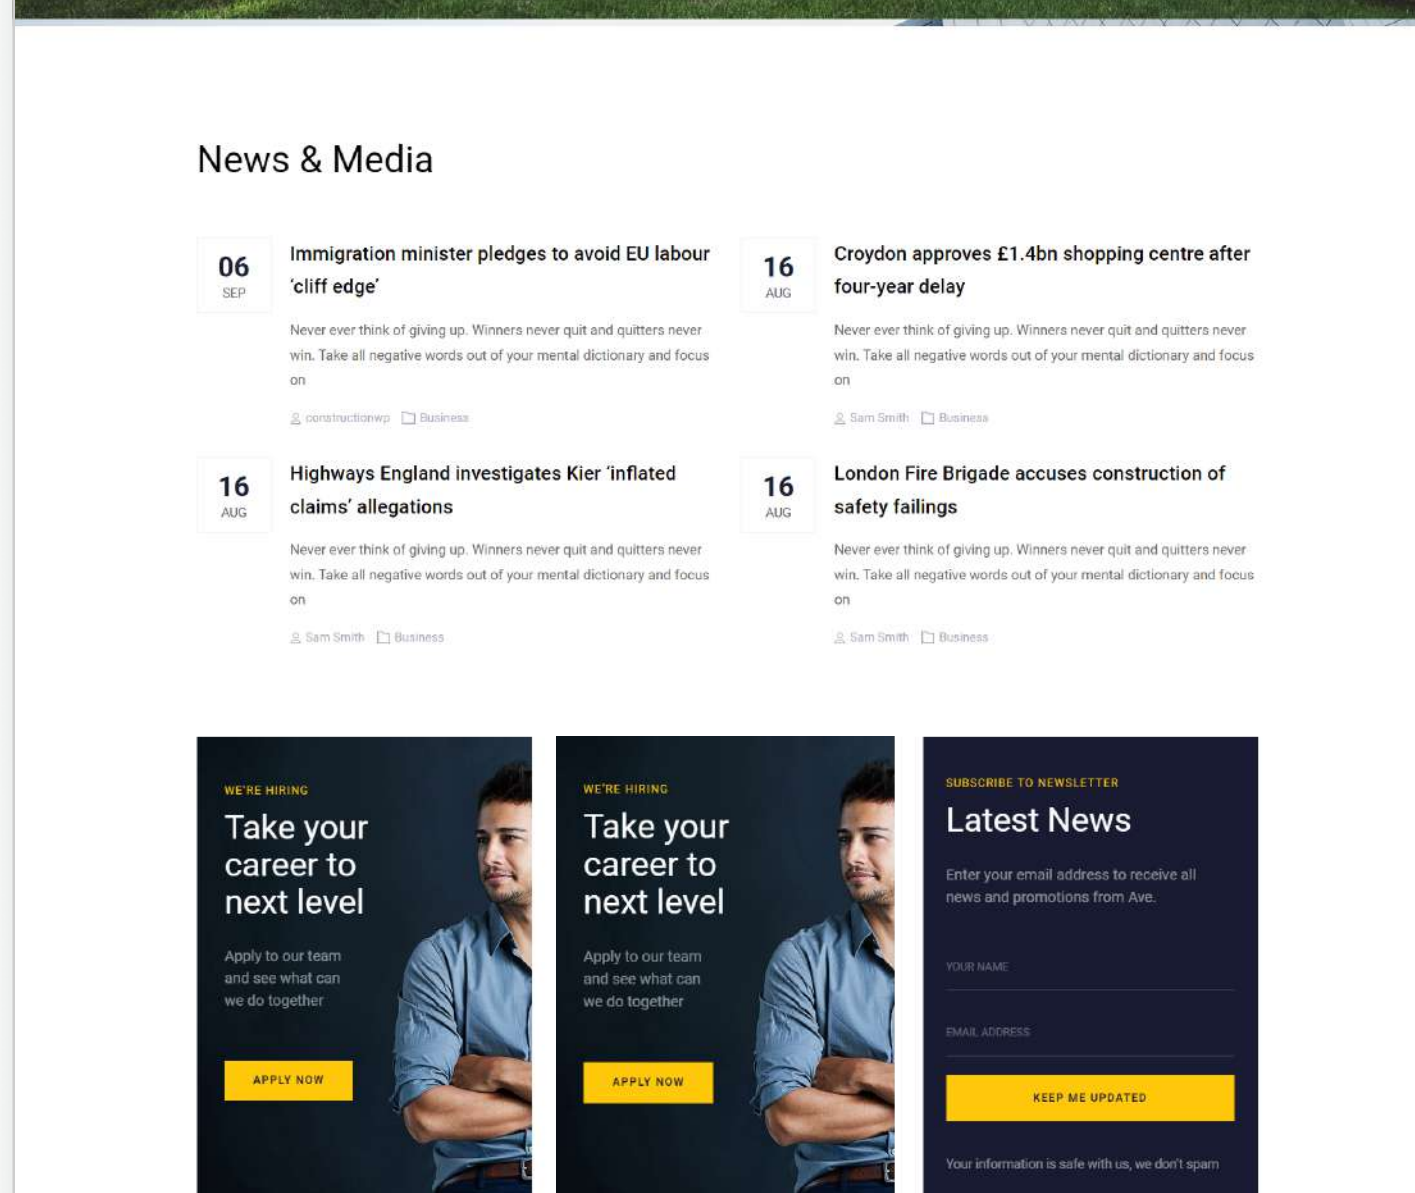 News & Media
06
SEP
Immigration minister pledges to avoid EU labour
‘cliff edge’
Never ever think of giving up. Winners never quit and quitters never
win. Take all negative words out of your mental dictionary and focus
on
constructionwp Business
16
AUG
Croydon approves £1.4bn shopping centre after
four-year delay
Never ever think of giving up. Winners never quit and quitters never
win. Take all negative words out of your mental dictionary and focus
on
Sam Smith Business
16
AUG
Highways England investigates Kier ‘inflated
claims’ allegations
Never ever think of giving up. Winners never quit and quitters never
win. Take all negative words out of your mental dictionary and focus
on
Sam Smith Business
16
AUG
London Fire Brigade accuses construction of
safety failings
Never ever think of giving up. Winners never quit and quitters never
win. Take all negative words out of your mental dictionary and focus
on
Sam Smith Business
WE'RE HIRING
Take your
career to
next level
Apply to our team
and see what can
we do together
APPLY NOW
WE'RE HIRING
Take your
career to
next level
Apply to our team
and see what can
we do together
APPLY NOW
SUBSCRIBE TO NEWSLETTER
Latest News
Enter your email address to receive all
news and promotions from Ave.
YOUR NAME
EMAIL ADDRESS
KEEP ME UPDATED
Your information is safe with us, we don't spam